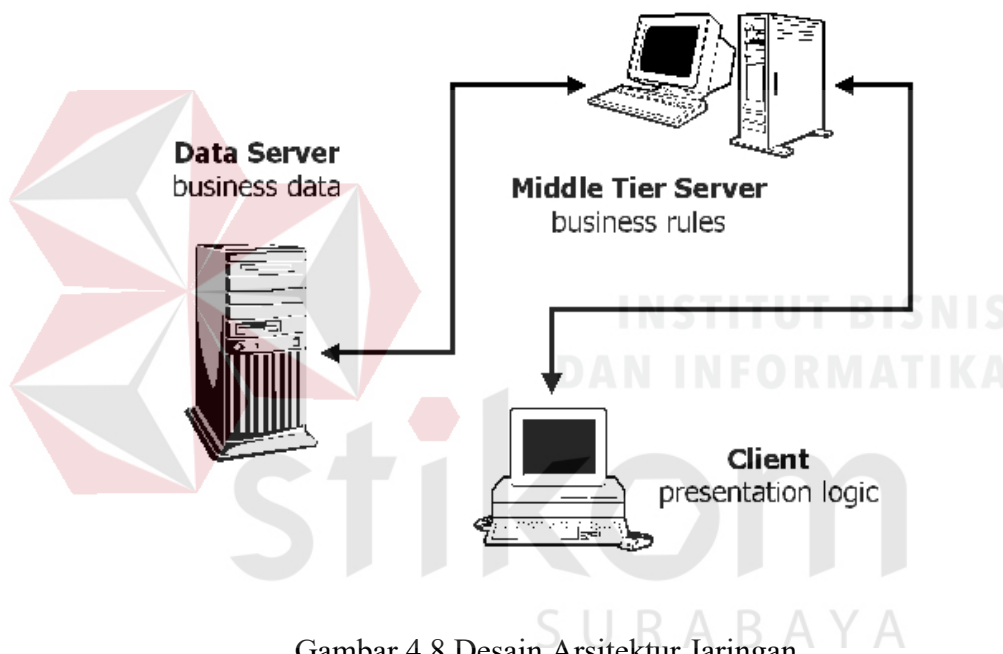 Data Server
business data
Middle Tier Server
business rules
INSTITUT BISNIS
DAN INFORMATIKA
stikom
SURABAYA
Client
presentation logic
Gambar 4.8 Desain Arsitektur Jaringan